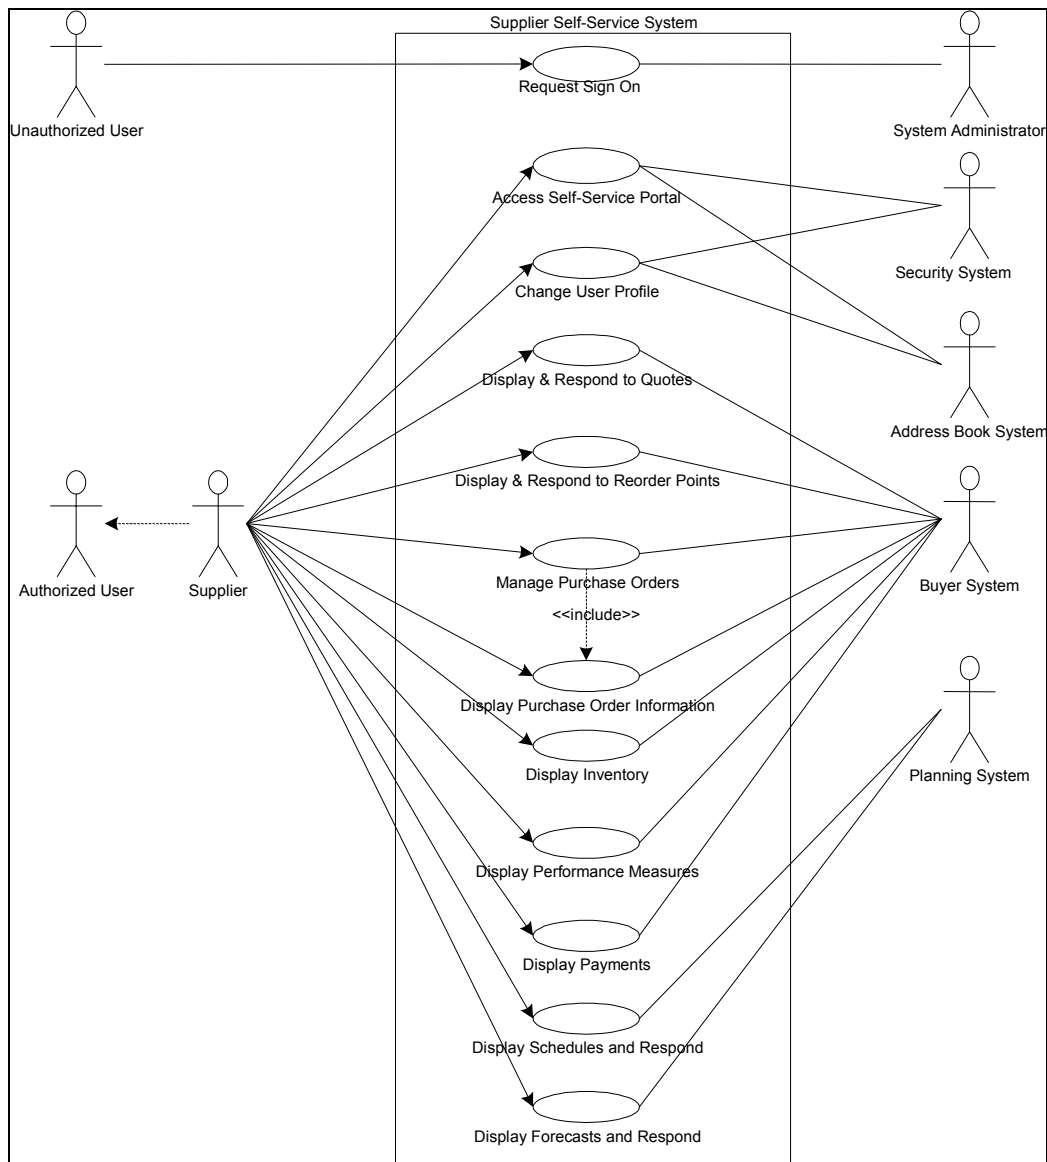 Supplier Self-Service System
Request Sign On
Unauthorized User
System Administrator
Access Self-Service Portal
Security System
Change User Profile
Display & Respond to Quotes
Address Book System
Display & Respond to Reorder Points
Authorized User
Supplier
Manage Purchase Orders
Buyer System
<<include>>
Display Purchase Order Information
Display Inventory
Planning System
Display Performance Measures
Display Payments
Display Schedules and Respond
Display Forecasts and Respond